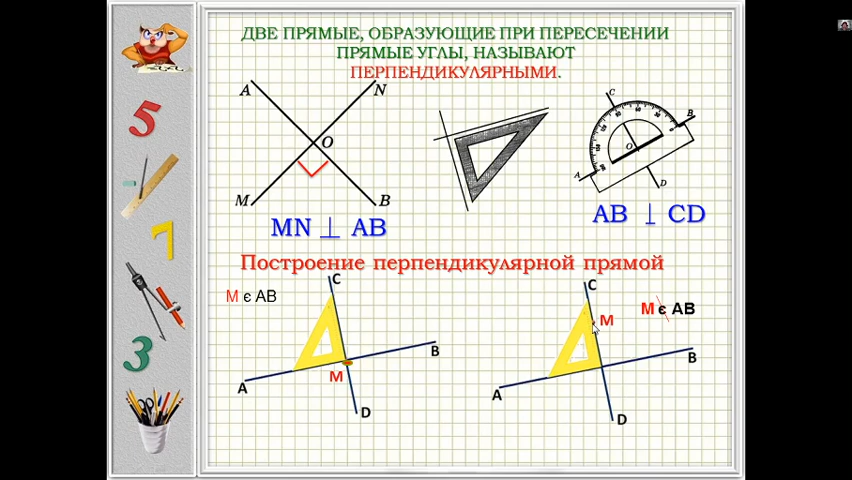 ДВЕ ПРЯМЫЕ, ОБРАЗУЮЩИЕ ПРИ ПЕРЕСЕЧЕНИИ
ПРЯМЫЕ УГЛЫ, НАЗЫВАЮТ
ПЕРПЕНДИКУЛЯРНЫМИ.
A N
O
M B
C
B
O
A
D
MN ⊥ AB
AB ⊥ CD
Построение перпендикулярной прямой
M є AB
C
B
M
A
D
C
M є AB
M
B
A
D
5
7
3